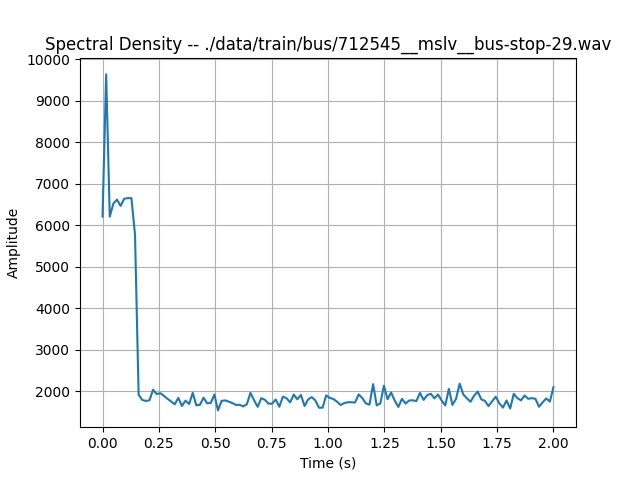 Spectral Density -- ./data/train/bus/712545__mslv__bus-stop-29.wav
10000
9000
8000
7000
6000
5000
4000
3000
2000
Amplitude
0.00 0.25 0.50 0.75 1.00 1.25 1.50 1.75 2.00
Time (s)